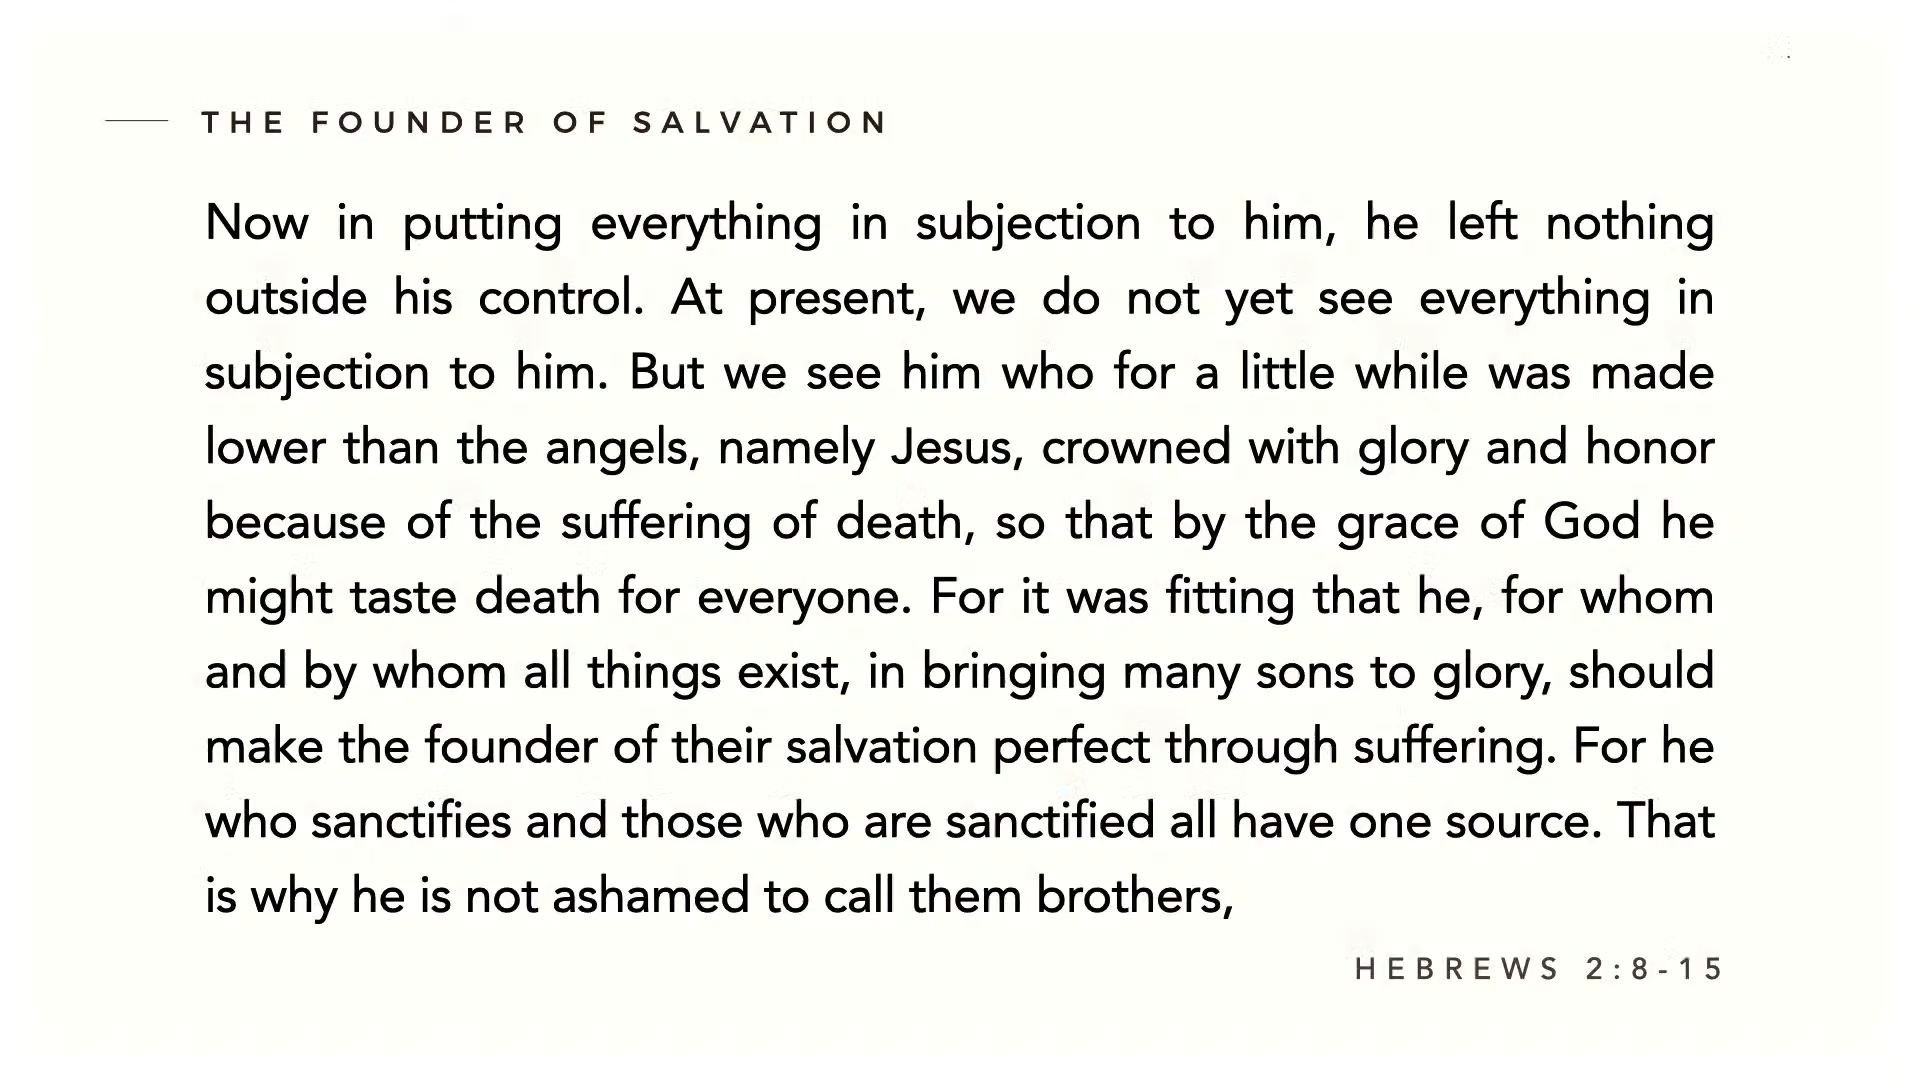 THE FOUNDER OF SALVATION
Now in putting everything in subjection to him, he left nothing
outside his control. At present, we do not yet see everything in
subjection to him. But we see him who for a little while was made
lower than the angels, namely Jesus, crowned with glory and honor
because of the suffering of death, so that by the grace of God he
might taste death for everyone. For it was fitting that he, for whom
and by whom all things exist, in bringing many sons to glory, should
make the founder of their salvation perfect through suffering. For he
who sanctifies and those who are sanctified all have one source. That
is why he is not ashamed to call them brothers,
HEBREWS 2:8-15